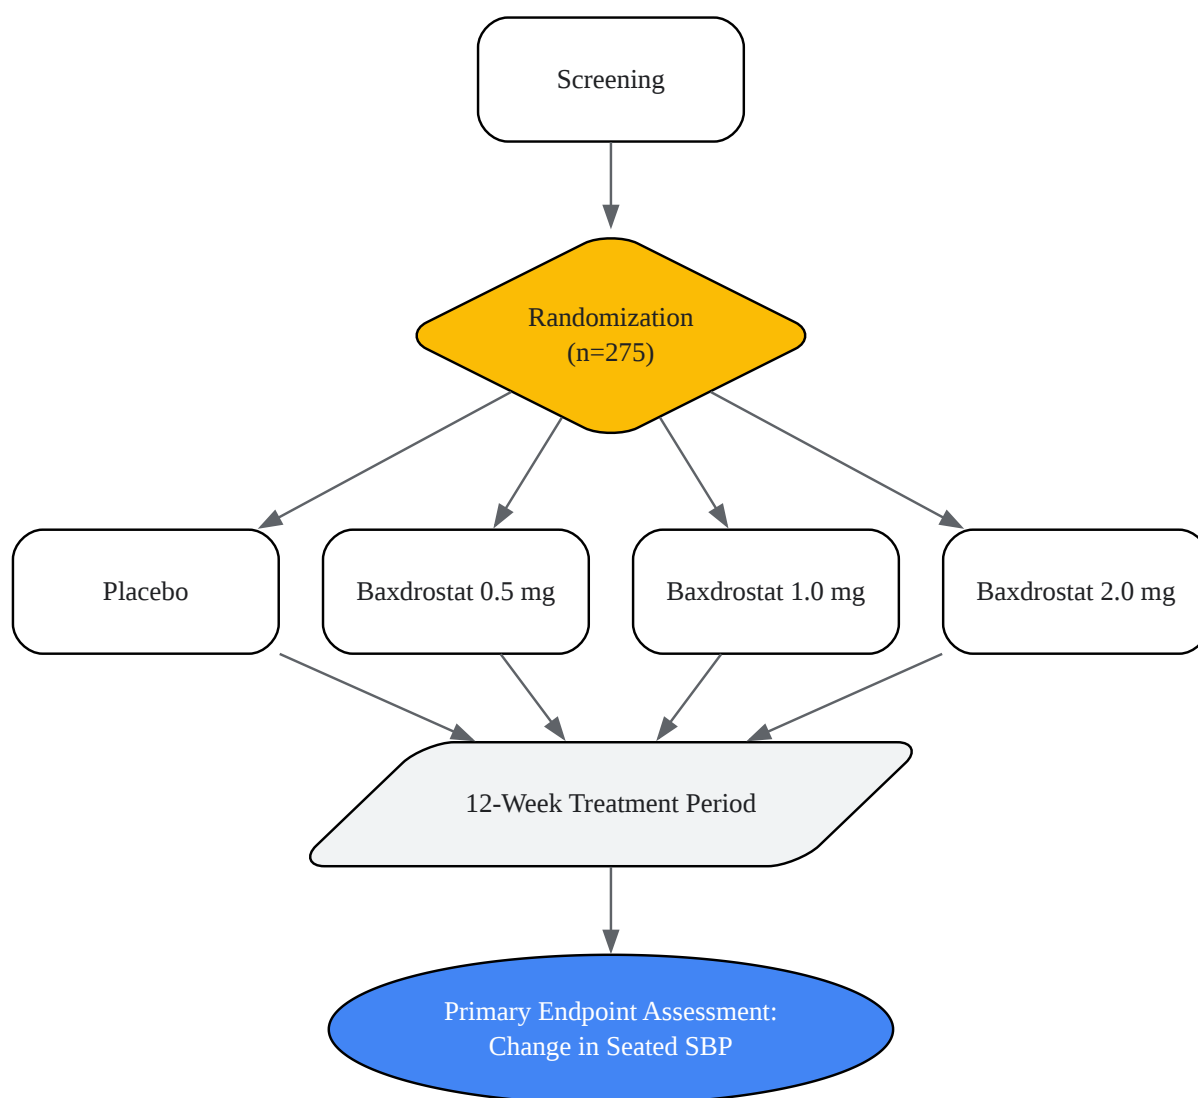 Screening
Randomization
(n=275)
Placebo
Baxdrostat 0.5 mg
Baxdrostat 1.0 mg
Baxdrostat 2.0 mg
12-Week Treatment Period
Primary Endpoint Assessment:
Change in Seated SBP